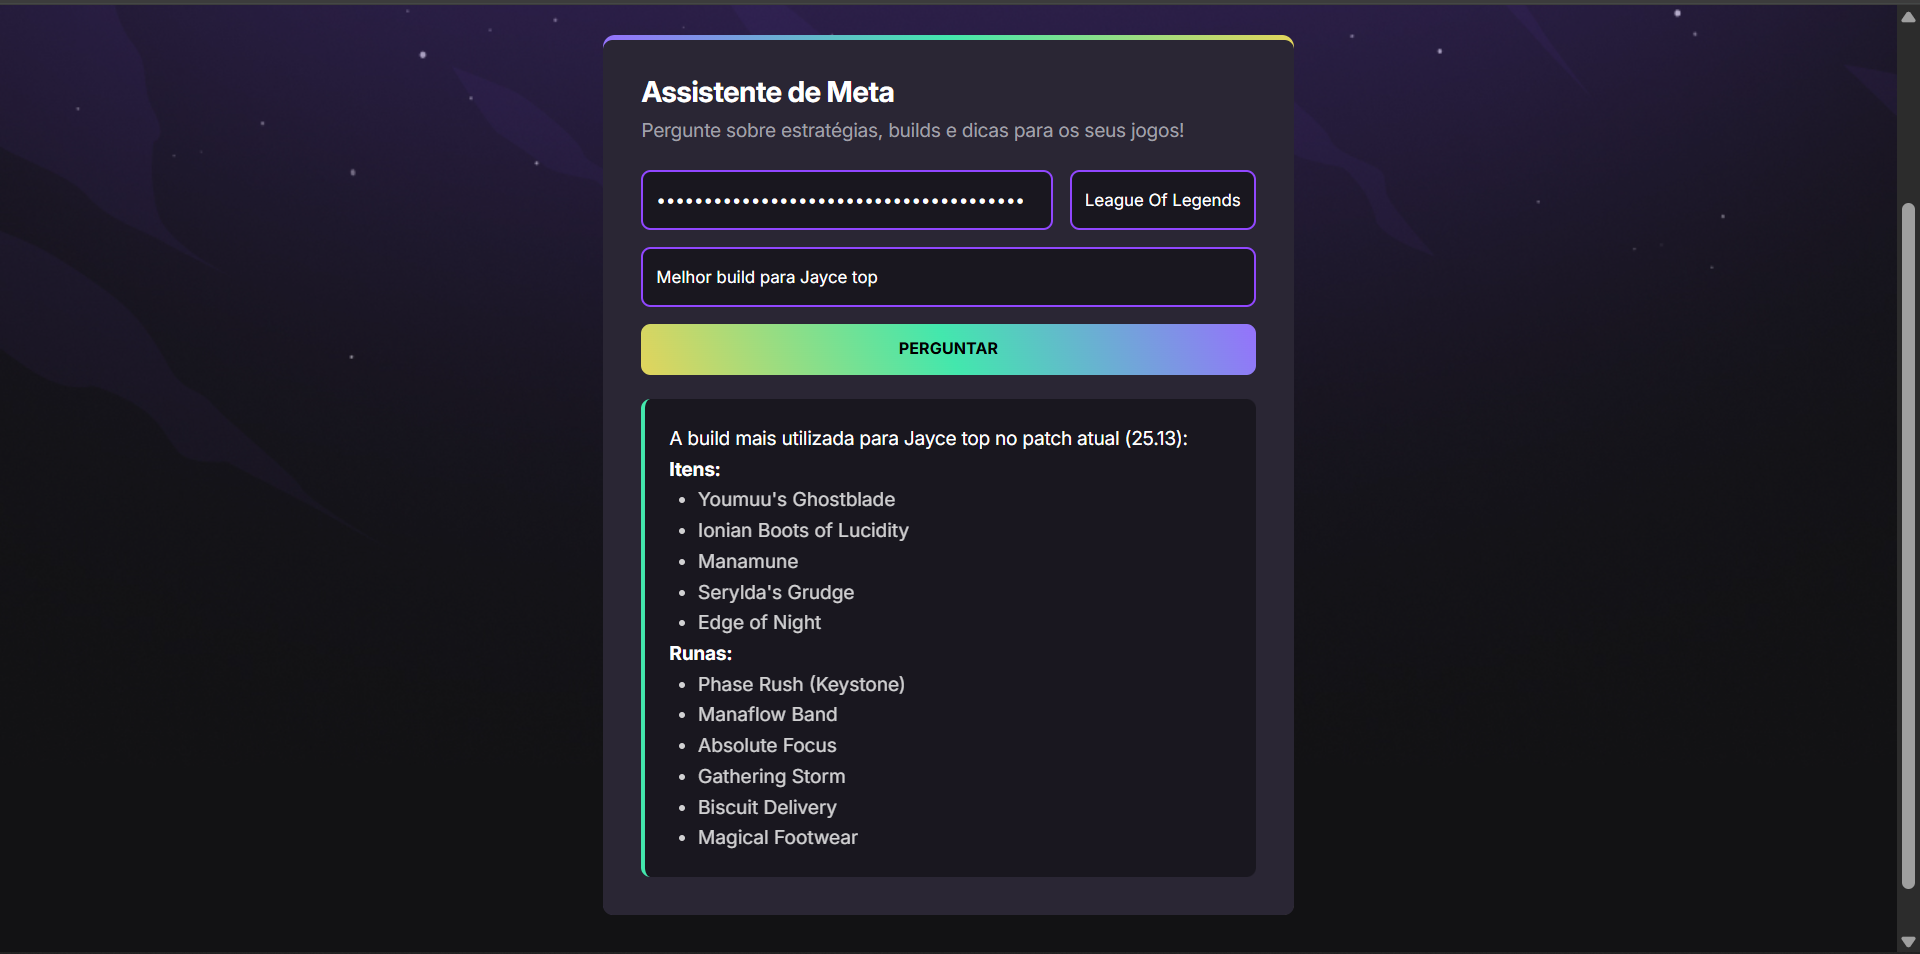 Assistente de Meta
Pergunte sobre estratégias, builds e dicas para os seus jogos!
•••••••••••••••••••••••••••••••••••••••
League Of Legends
Melhor build para Jayce top
PERGUNTAR
A build mais utilizada para Jayce top no patch atual (25.13):
Itens:
• Youmuu's Ghostblade
• Ionian Boots of Lucidity
• Manamune
• Serylda's Grudge
• Edge of Night
Runas:
• Phase Rush (Keystone)
• Manaflow Band
• Absolute Focus
• Gathering Storm
• Biscuit Delivery
• Magical Footwear